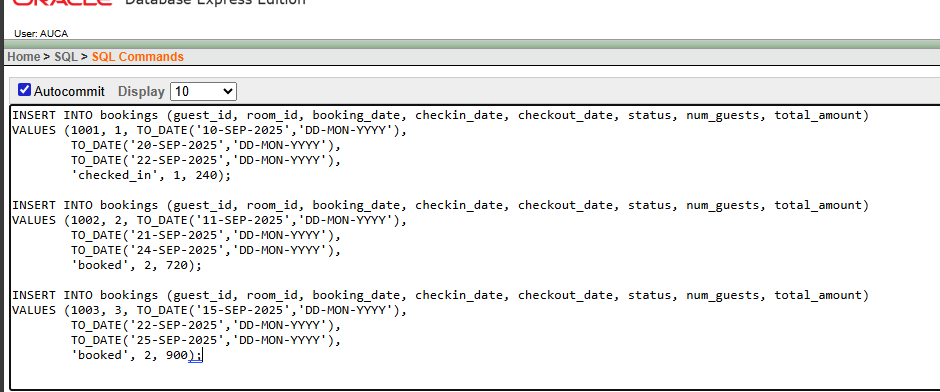 ORACLE Database Express Edition
User: AUCA
Home > SQL > SQL Commands
Autocommit Display 10
INSERT INTO bookings (guest_id, room_id, booking_date, checkin_date, checkout_date, status, num_guests, total_amount)
VALUES (1001, 1, TO_DATE('10-SEP-2025','DD-MON-YYYY'),
TO_DATE('20-SEP-2025','DD-MON-YYYY'),
TO_DATE('22-SEP-2025','DD-MON-YYYY'),
'checked_in', 1, 240);
INSERT INTO bookings (guest_id, room_id, booking_date, checkin_date, checkout_date, status, num_guests, total_amount)
VALUES (1002, 2, TO_DATE('11-SEP-2025','DD-MON-YYYY'),
TO_DATE('21-SEP-2025','DD-MON-YYYY'),
TO_DATE('24-SEP-2025','DD-MON-YYYY'),
'booked', 2, 720);
INSERT INTO bookings (guest_id, room_id, booking_date, checkin_date, checkout_date, status, num_guests, total_amount)
VALUES (1003, 3, TO_DATE('15-SEP-2025','DD-MON-YYYY'),
TO_DATE('22-SEP-2025','DD-MON-YYYY'),
TO_DATE('25-SEP-2025','DD-MON-YYYY'),
'booked', 2, 900);